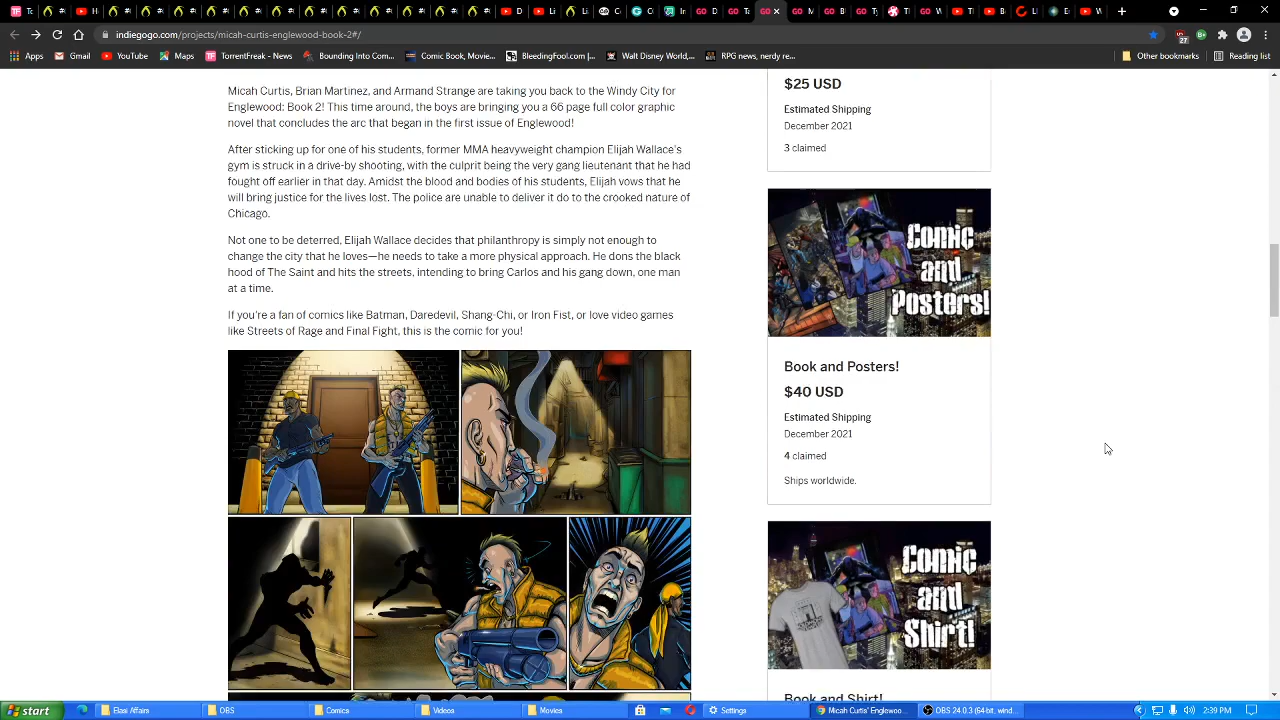 Te
D
Li
Li
C
G
In
D
Te
M
B
T
W
T
B
Li
E
W
indiegogo.com/projects/micah-curtis-englewood-book-2#/
27
Apps
YouTube
Maps
TorrentFreak - News
Bounding Into Com...
Comic Book, Movie...
BleedingFool.com |...
Walt Disney World,...
RPG news, nerdy re...
Other bookmarks
Reading list
Micah Curtis, Brian Martinez, and Armand Strange are taking you back to the Windy City for
Englewood: Book 2! This time around, the boys are bringing you a 66 page full color graphic
novel that concludes the arc that began in the first issue of Englewood!
After sticking up for one of his students, former MMA heavyweight champion Elijah Wallace's
gym is struck in a drive-by shooting, with the culprit being the very gang lieutenant that he had
fought off earlier in that day. Amidst the blood and bodies of his students, Elijah vows that he
will bring justice for the lives lost. The police are unable to deliver it do to the crooked nature of
Chicago.
Not one to be deterred, Elijah Wallace decides that philanthropy is simply not enough to
change the city that he loves—he needs to take a more physical approach. He dons the black
hood of The Saint and hits the streets, intending to bring Carlos and his gang down, one man
at a time.
If you're a fan of comics like Batman, Daredevil, Shang-Chi, or Iron Fist, or love video games
like Streets of Rage and Final Fight, this is the comic for you!
$25 USD
Estimated Shipping
December 2021
3 claimed
Comic
and
Posters!
Book and Posters!
$40 USD
Estimated Shipping
December 2021
4 claimed
Ships worldwide.
Comic
and
Shirt!
Book and Shirt!
start
Elasi Affairs
OBS
Comics
Videos
Movies
Settings
Micah Curtis' Englewoo...
OBS 24.0.3 (64-bit, wind...
2:39 PM